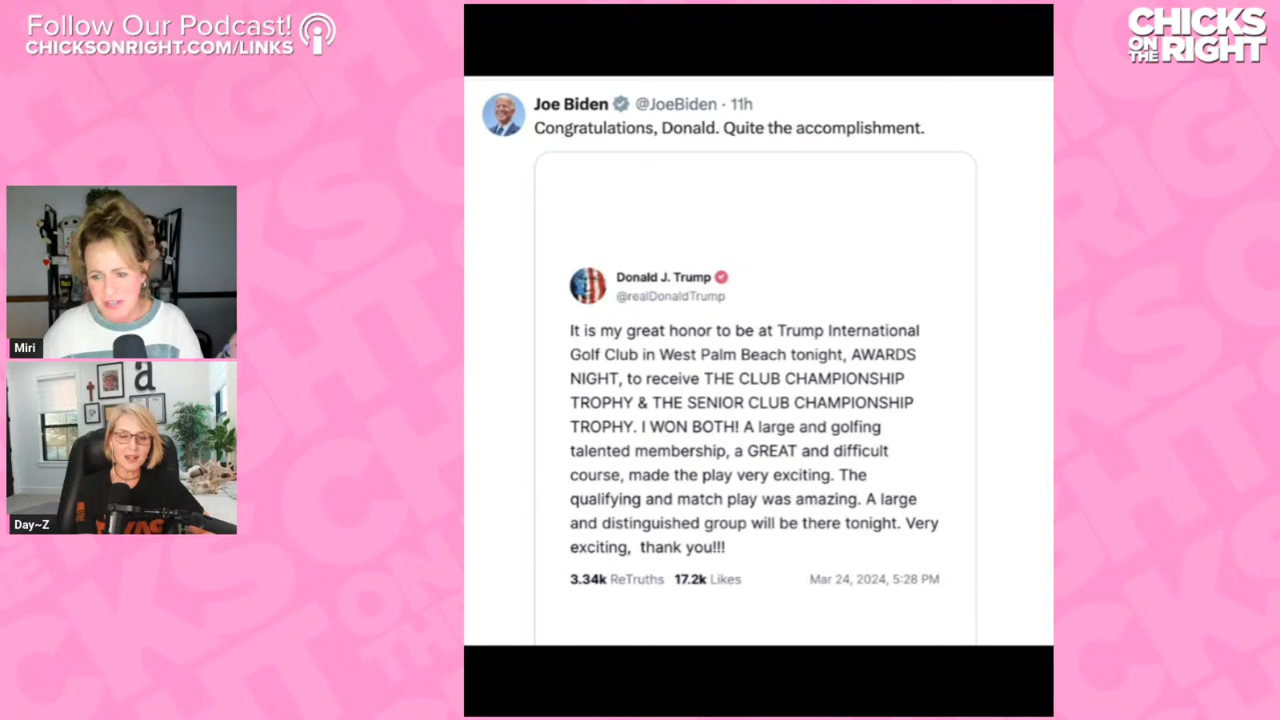 Follow Our Podcast!
CHICKSONRIGHT.COM/LINKS
CHICKS
ON THE RIGHT
Joe Biden @JoeBiden · 11h
Congratulations, Donald. Quite the accomplishment.
Donald J. Trump
@realDonaldTrump
It is my great honor to be at Trump International
Golf Club in West Palm Beach tonight, AWARDS
NIGHT, to receive THE CLUB CHAMPIONSHIP
TROPHY & THE SENIOR CLUB CHAMPIONSHIP
TROPHY. I WON BOTH! A large and golfing
talented membership, a GREAT and difficult
course, made the play very exciting. The
qualifying and match play was amazing. A large
and distinguished group will be there tonight. Very
exciting, thank you!!!
3.34k ReTruths 17.2k Likes Mar 24, 2024, 5:28 PM
Miri
a
Day~Z